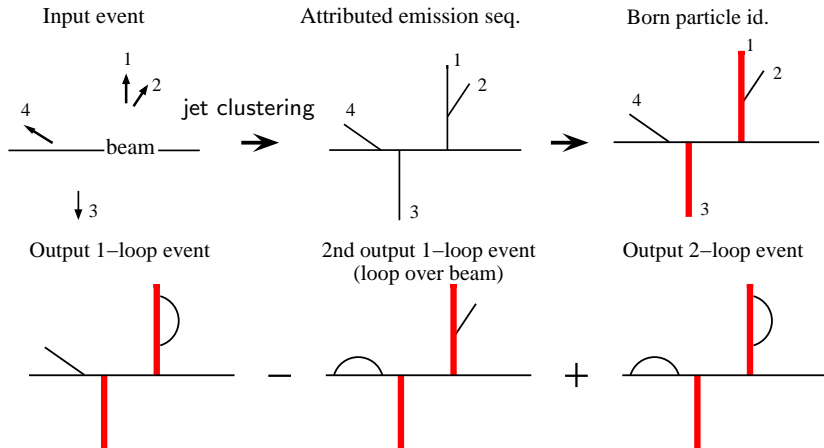 Input event
Attributed emission seq.
Born particle id.
1
2
4
beam
3
jet clustering
1
2
4
3
1
2
4
3
Output 1−loop event
2nd output 1−loop event
(loop over beam)
Output 2−loop event
−
+